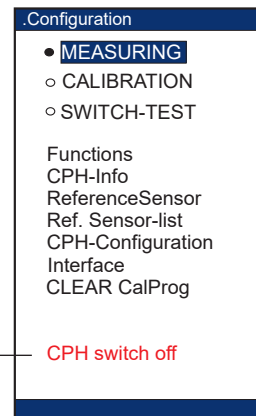 .Configuration
MEASURING
CALIBRATION
SWITCH-TEST
Functions
CPH-Info
ReferenceSensor
Ref. Sensor-list
CPH-Configuration
Interface
CLEAR CalProg
CPH switch off